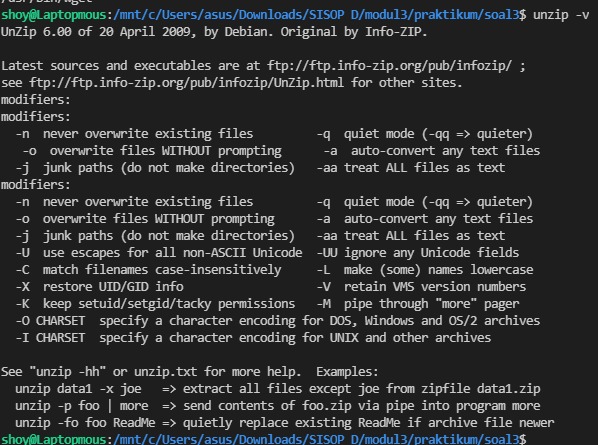 /usr/bin/wget
shoy@Laptopmous:/mnt/c/Users/asus/Downloads/SISOP D/modul3/praktikum/soal3$ unzip -v
UnZip 6.00 of 20 April 2009, by Debian. Original by Info-ZIP.

Latest sources and executables are at ftp://ftp.info-zip.org/pub/infozip/ ;
see ftp://ftp.info-zip.org/pub/infozip/UnZip.html for other sites.
modifiers:
modifiers:
  -n  never overwrite existing files         -q  quiet mode (-qq => quieter)
   -o  overwrite files WITHOUT prompting      -a  auto-convert any text files
  -j  junk paths (do not make directories)   -aa treat ALL files as text
modifiers:
  -n  never overwrite existing files         -q  quiet mode (-qq => quieter)
  -o  overwrite files WITHOUT prompting      -a  auto-convert any text files
  -j  junk paths (do not make directories)   -aa treat ALL files as text
  -U  use escapes for all non-ASCII Unicode  -UU ignore any Unicode fields
  -C  match filenames case-insensitively     -L  make (some) names lowercase
  -X  restore UID/GID info                   -V  retain VMS version numbers
  -K  keep setuid/setgid/tacky permissions   -M  pipe through "more" pager
  -O CHARSET  specify a character encoding for DOS, Windows and OS/2 archives
  -I CHARSET  specify a character encoding for UNIX and other archives

See "unzip -hh" or unzip.txt for more help.  Examples:
  unzip data1 -x joe   => extract all files except joe from zipfile data1.zip
  unzip -p foo | more  => send contents of foo.zip via pipe into program more
  unzip -fo foo ReadMe => quietly replace existing ReadMe if archive file newer
shoy@Laptopmous:/mnt/c/Users/asus/Downloads/SISOP D/modul3/praktikum/soal3$